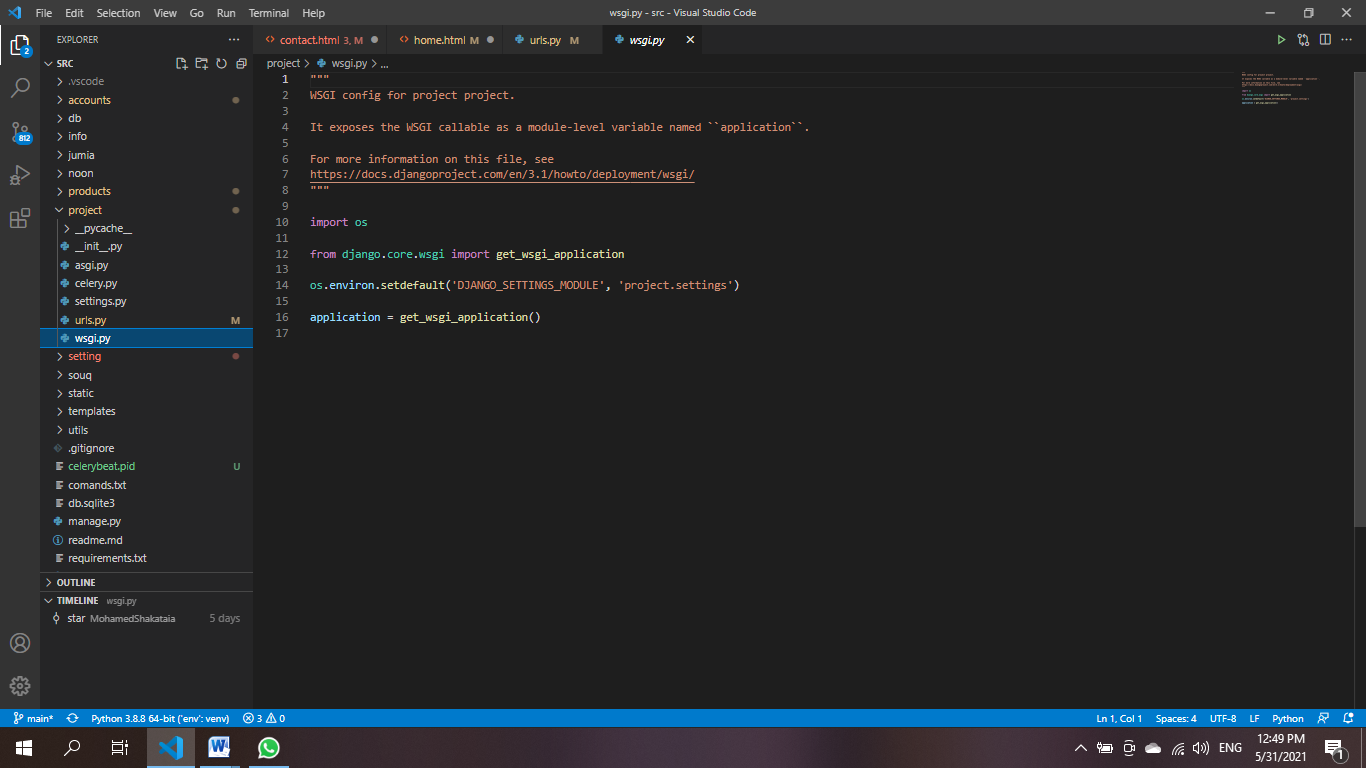 File Edit Selection View Go Run Terminal Help
wsgi.py - src - Visual Studio Code
EXPLORER
SRC
.vscode
accounts
db
info
jumia
noon
products
project
__pycache__
__init__.py
asgi.py
celery.py
settings.py
urls.py M
wsgi.py
setting
souq
static
templates
utils
.gitignore
celerybeat.pid U
comands.txt
db.sqlite3
manage.py
readme.md
requirements.txt
OUTLINE
TIMELINE wsgi.py
star MohamedShakataia 5 days
2
812
contact.html 3, M
home.html M
urls.py M
wsgi.py
project > wsgi.py > ...
1 """
2 WSGI config for project project.
3
4 It exposes the WSGI callable as a module-level variable named ``application``.
5
6 For more information on this file, see
7 https://docs.djangoproject.com/en/3.1/howto/deployment/wsgi/
8 """
9
10 import os
11
12 from django.core.wsgi import get_wsgi_application
13
14 os.environ.setdefault('DJANGO_SETTINGS_MODULE', 'project.settings')
15
16 application = get_wsgi_application()
17
main* Python 3.8.8 64-bit ('env': venv) 3 0
Ln 1, Col 1 Spaces: 4 UTF-8 LF Python
W
ENG
12:49 PM
5/31/2021
1